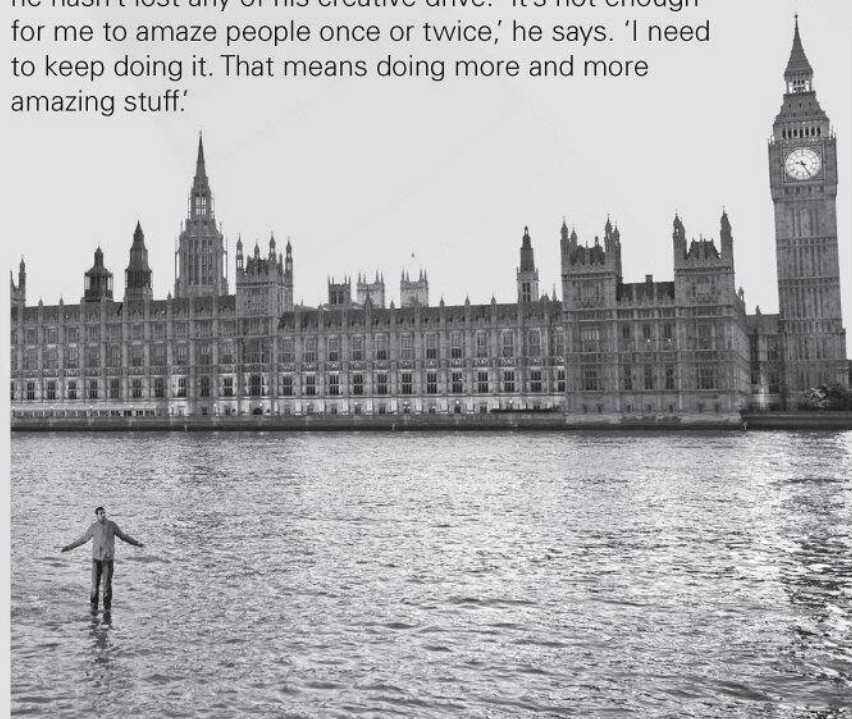 he hasn't lost any of his creative drive. ‘It's not enough
for me to amaze people once or twice,’ he says. ‘I need
to keep doing it. That means doing more and more
amazing stuff.’